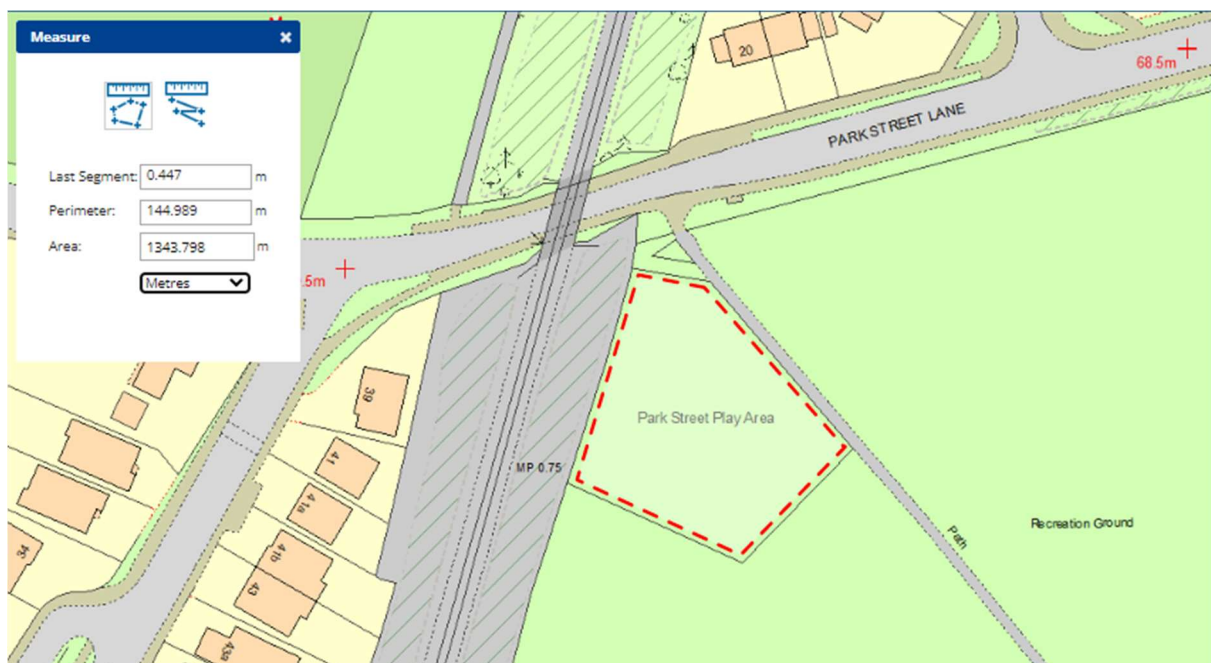 Measure
Last Segment: 0.447 m
Perimeter: 144.989 m
Area: 1343.798 m
Metres
.5m
20
68.5m
PARK STREET LANE
39
41
41a
41b
43
43a
34
MP 0.75
Park Street Play Area
Path
Recreation Ground